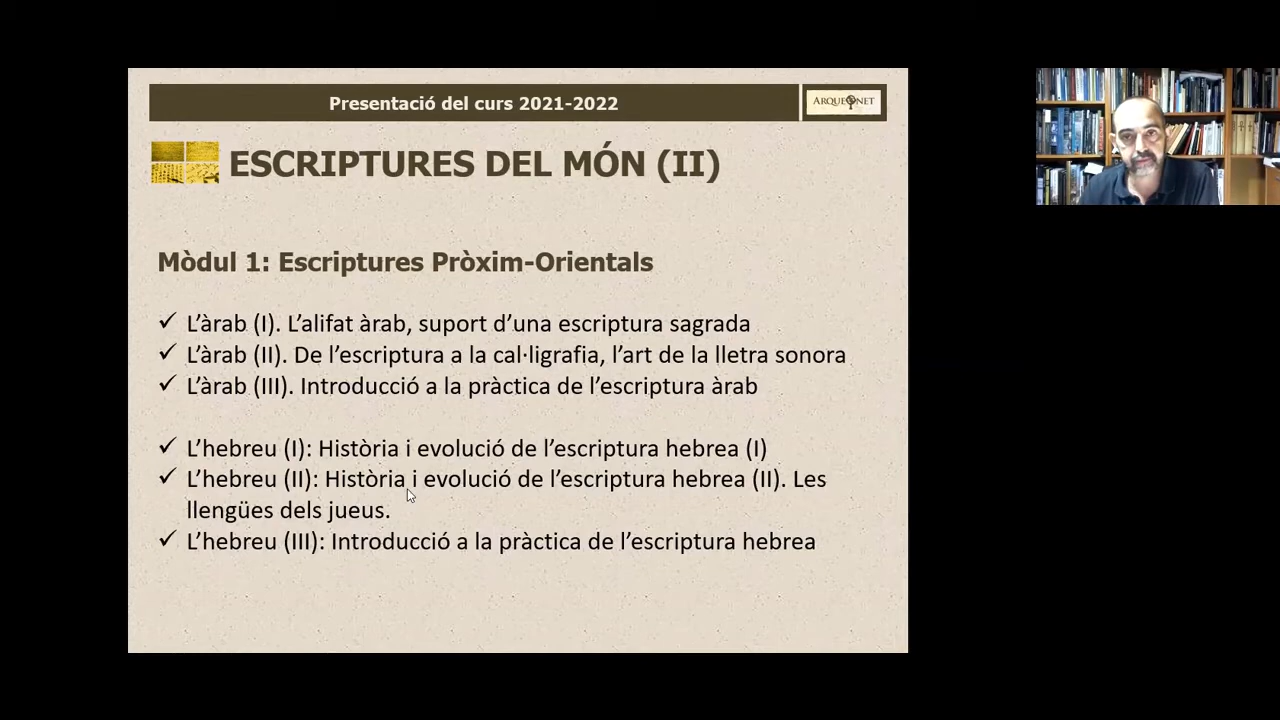 Presentació del curs 2021-2022
ARQUEONET
ESCRIPTURES DEL MÓN (II)
Mòdul 1: Escriptures Pròxim-Orientals
✓ L’àrab (I). L’alifat àrab, suport d’una escriptura sagrada
✓ L’àrab (II). De l’escriptura a la cal·ligrafia, l’art de la lletra sonora
✓ L’àrab (III). Introducció a la pràctica de l’escriptura àrab
✓ L’hebreu (I): Història i evolució de l’escriptura hebrea (I)
✓ L’hebreu (II): Història i evolució de l’escriptura hebrea (II). Les
llengües dels jueus.
✓ L’hebreu (III): Introducció a la pràctica de l’escriptura hebrea